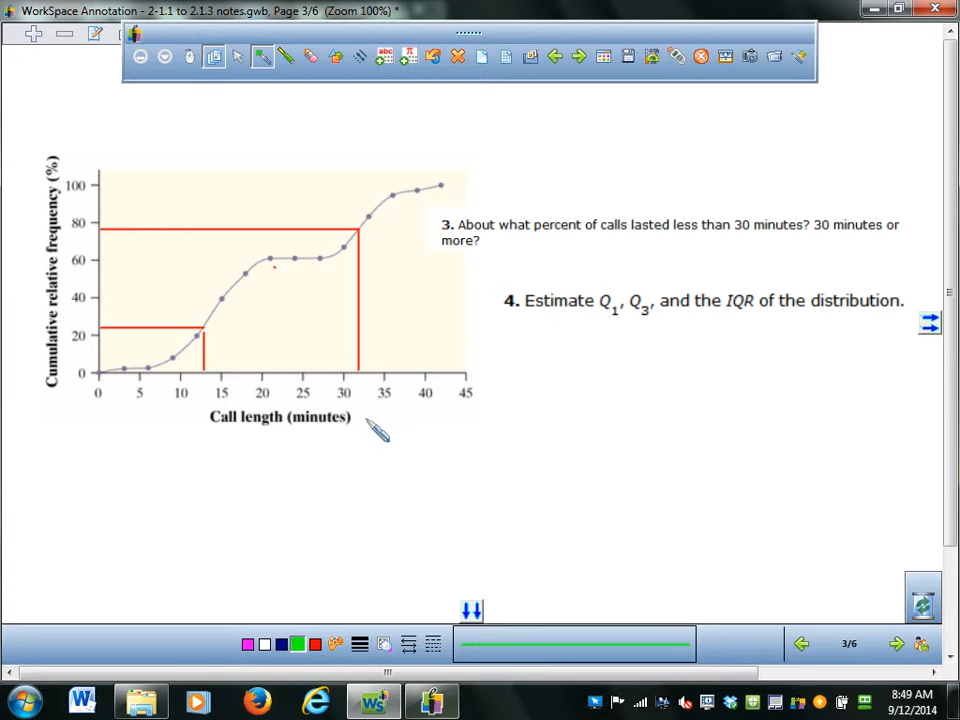 WorkSpace Annotation - 2-1.1 to 2.1.3 notes.gwb, Page 3/6 (Zoom 100%) *
abc
π
Cumulative relative frequency (%)
100
80
60
40
20
0
0 5 10 15 20 25 30 35 40 45
Call length (minutes)
3. About what percent of calls lasted less than 30 minutes? 30 minutes or
more?
4. Estimate Q1, Q3, and the IQR of the distribution.
3/6
W
Ws
8:49 AM
9/12/2014